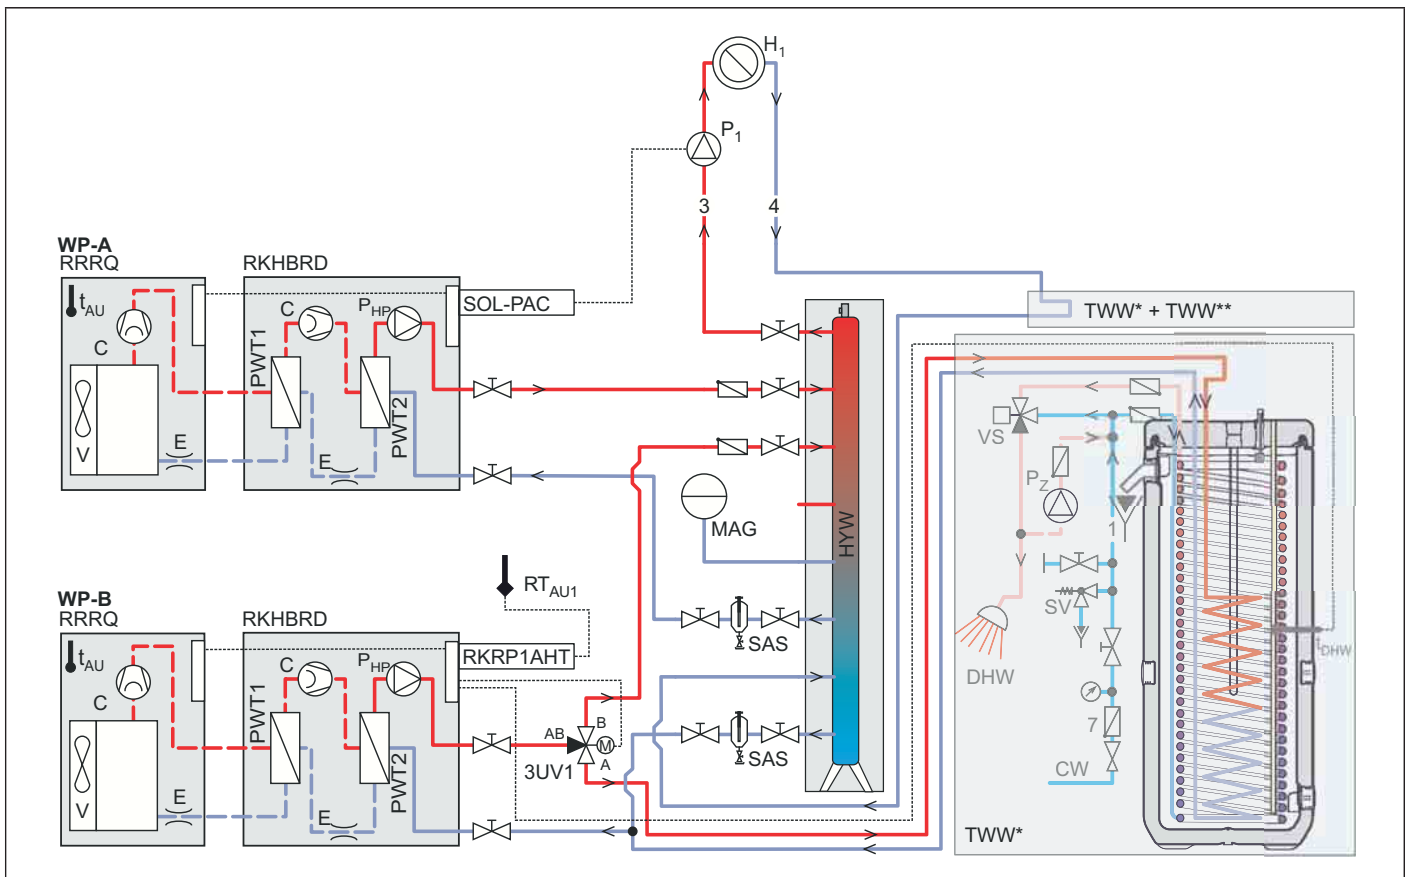 H1
P1
3
4
WP-A
RRRQ
RKHBRD
tAU
C
C
PHP
SOL-PAC
PWT1
PWT2
V
E
E
TWW* + TWW**
VS
PZ
1
MAG
HYW
RTAU1
WP-B
RRRQ
RKHBRD
tAU
C
C
PHP
RKRP1AHT
PWT1
PWT2
V
E
E
AB
B
M
A
3UV1
SAS
SAS
SV
DHW
tDHW
7
CW
TWW*